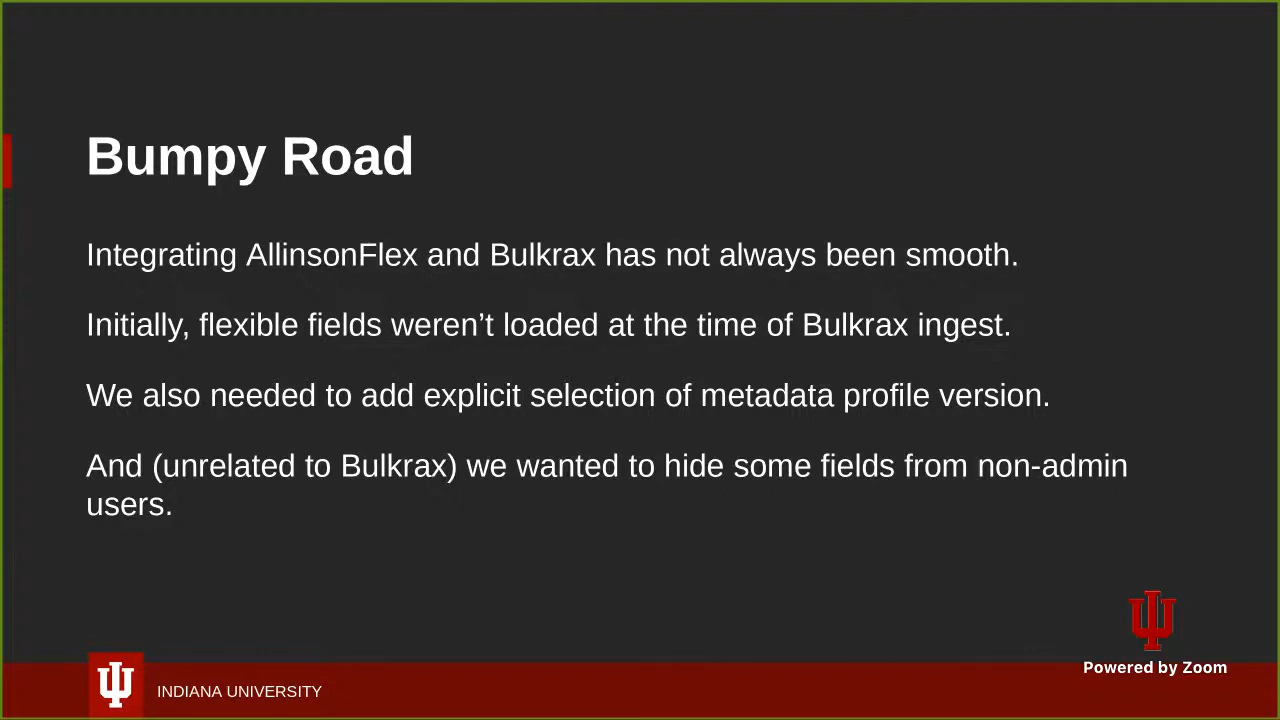 Bumpy Road
Integrating AllinsonFlex and Bulkrax has not always been smooth.
Initially, flexible fields weren’t loaded at the time of Bulkrax ingest.
We also needed to add explicit selection of metadata profile version.
And (unrelated to Bulkrax) we wanted to hide some fields from non-admin
users.
Powered by Zoom
INDIANA UNIVERSITY